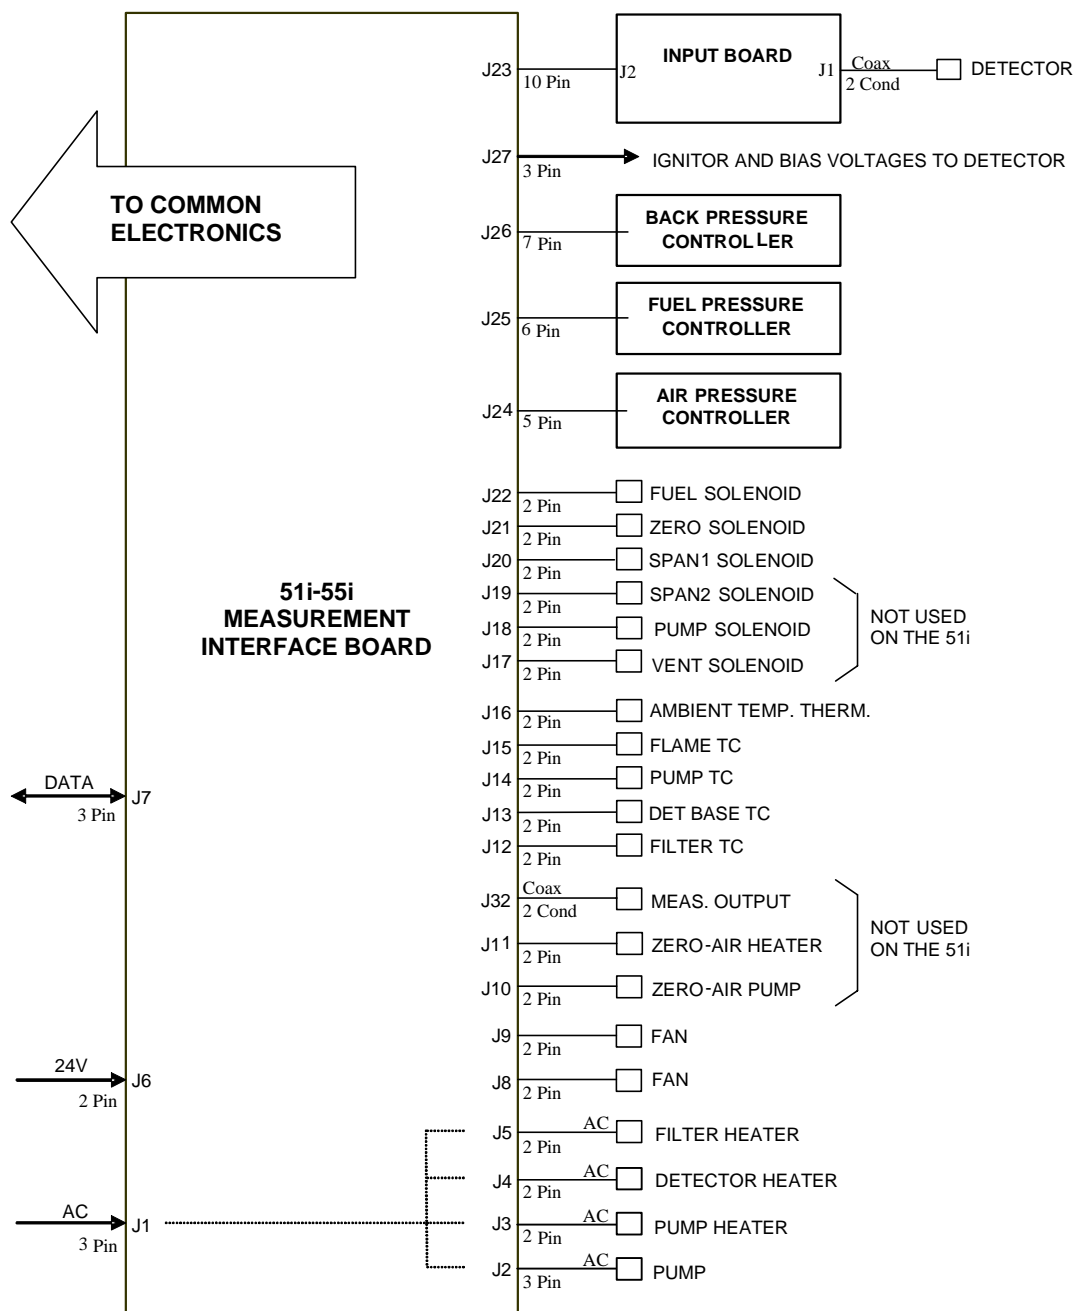 J23
10 Pin
J2
INPUT BOARD
J1
Coax
2 Cond
DETECTOR
J27
3 Pin
IGNITOR AND BIAS VOLTAGES TO DETECTOR
TO COMMON
ELECTRONICS
J26
7 Pin
BACK PRESSURE
CONTROLLER
J25
6 Pin
FUEL PRESSURE
CONTROLLER
J24
5 Pin
AIR PRESSURE
CONTROLLER
J22
2 Pin
FUEL SOLENOID
J21
2 Pin
ZERO SOLENOID
J20
2 Pin
SPAN1 SOLENOID
J19
2 Pin
SPAN2 SOLENOID
J18
2 Pin
PUMP SOLENOID
J17
2 Pin
VENT SOLENOID
NOT USED
ON THE 51i
51i-55i
MEASUREMENT
INTERFACE BOARD
J16
2 Pin
AMBIENT TEMP. THERM.
J15
2 Pin
FLAME TC
J14
2 Pin
PUMP TC
J13
2 Pin
DET BASE TC
J12
2 Pin
FILTER TC
DATA
3 Pin
J7
J32
Coax
2 Cond
MEAS. OUTPUT
J11
2 Pin
ZERO-AIR HEATER
J10
2 Pin
ZERO-AIR PUMP
NOT USED
ON THE 51i
J9
2 Pin
FAN
J8
2 Pin
FAN
24V
2 Pin
J6
J5
2 Pin
AC
FILTER HEATER
J4
2 Pin
AC
DETECTOR HEATER
AC
3 Pin
J1
J3
2 Pin
AC
PUMP HEATER
J2
3 Pin
AC
PUMP